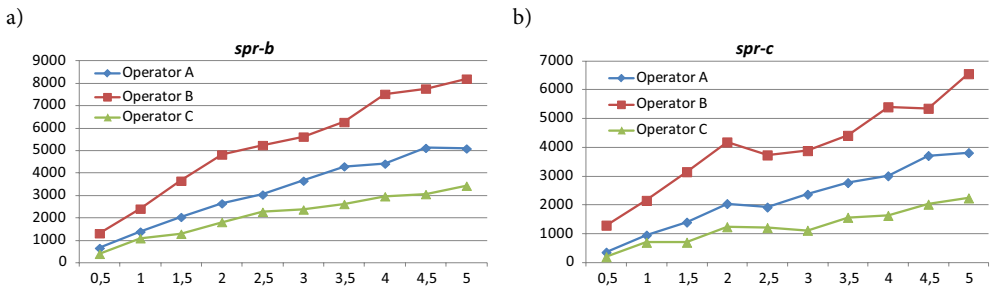 a)
spr-b
9000
8000
7000
6000
5000
4000
3000
2000
1000
0
Operator A
Operator B
Operator C
0,5 1 1,5 2 2,5 3 3,5 4 4,5 5
b)
spr-c
7000
6000
5000
4000
3000
2000
1000
0
Operator A
Operator B
Operator C
0,5 1 1,5 2 2,5 3 3,5 4 4,5 5